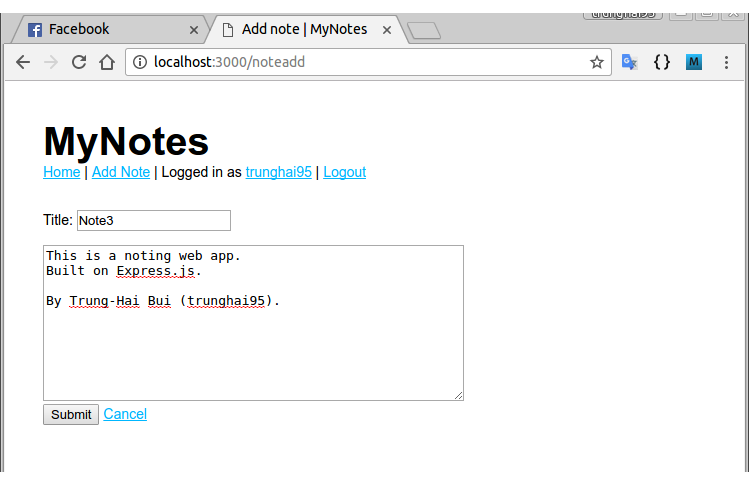 trunghai95
Facebook
Add note | MyNotes
localhost:3000/noteadd
MyNotes
Home | Add Note | Logged in as trunghai95 | Logout
Title: Note3
This is a noting web app.
Built on Express.js.
By Trung-Hai Bui (trunghai95).
Submit Cancel